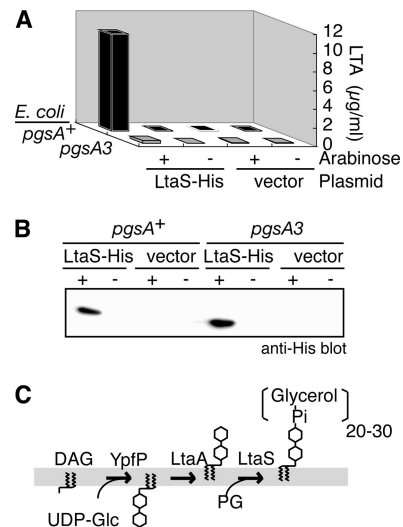 A
12
10
8
6
4
2
0
LTA (μg/ml)
E. coli
pgsA+
pgsA3
+ - + - Arabinose
LtaS-His vector Plasmid
B
pgsA+ pgsA3
LtaS-His vector LtaS-His vector
+ - + - + - + -
anti-His blot
C
Glycerol
Pi
20-30
DAG YpfP LtaA LtaS
UDP-Glc
PG